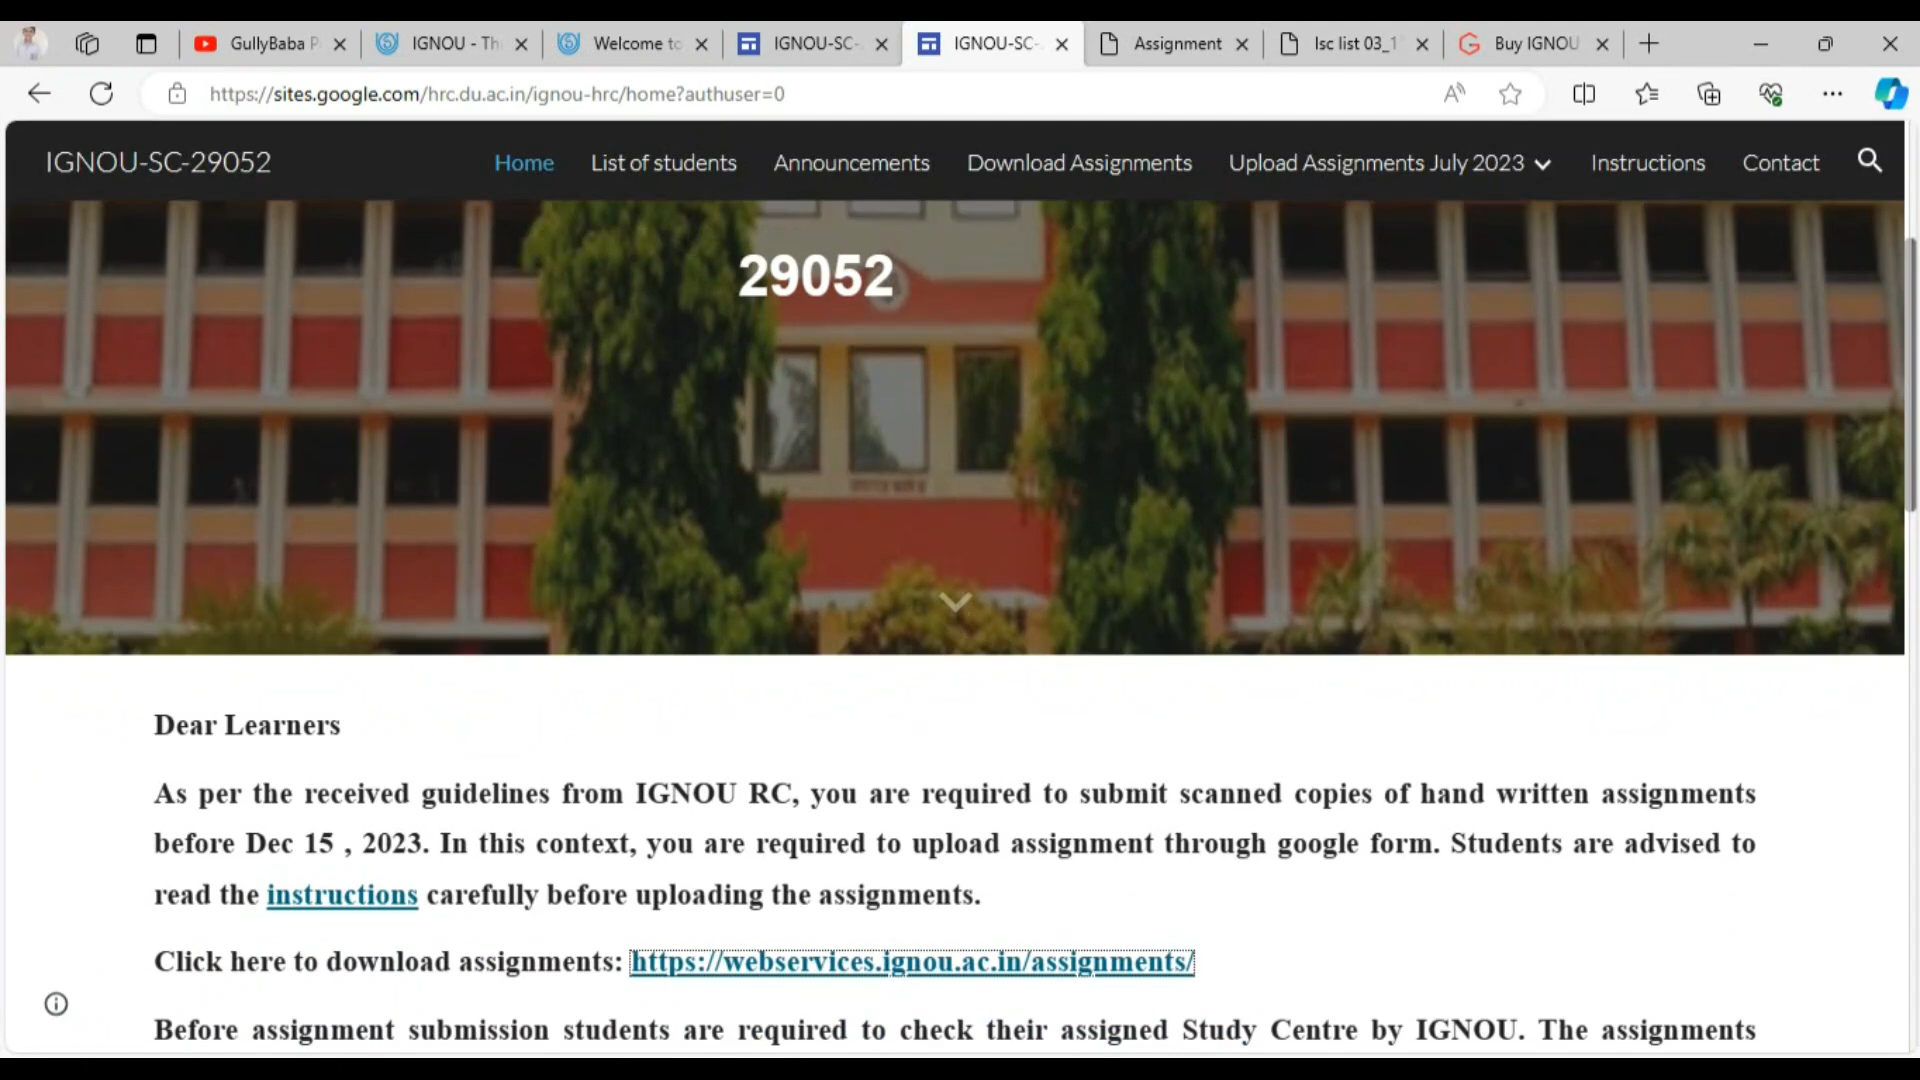 GullyBaba P
IGNOU - Th
Welcome to
IGNOU-SC-
IGNOU-SC-
Assignment
lsc list 03_1
Buy IGNOU
https://sites.google.com/hrc.du.ac.in/ignou-hrc/home?authuser=0
IGNOU-SC-29052
Home
List of students
Announcements
Download Assignments
Upload Assignments July 2023
Instructions
Contact
29052
Dear Learners
As per the received guidelines from IGNOU RC, you are required to submit scanned copies of hand written assignments
before Dec 15 , 2023. In this context, you are required to upload assignment through google form. Students are advised to
read the instructions carefully before uploading the assignments.
Click here to download assignments: https://webservices.ignou.ac.in/assignments/
Before assignment submission students are required to check their assigned Study Centre by IGNOU. The assignments